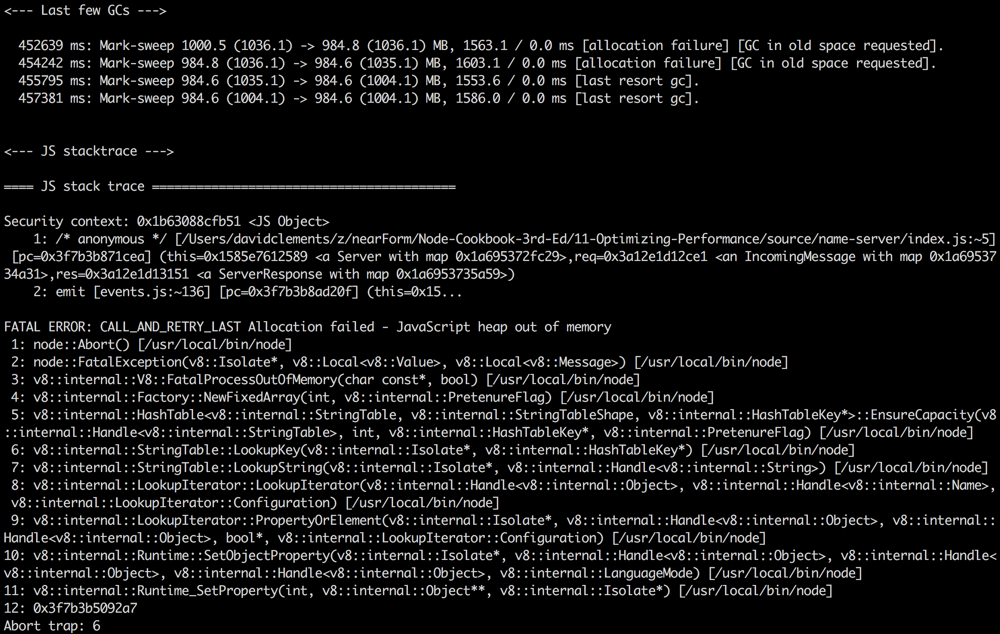 <--- Last few GCs --->
  452639 ms: Mark-sweep 1000.5 (1036.1) -> 984.8 (1036.1) MB, 1563.1 / 0.0 ms [allocation failure] [GC in old space requested].
  454242 ms: Mark-sweep 984.8 (1036.1) -> 984.6 (1035.1) MB, 1603.1 / 0.0 ms [allocation failure] [GC in old space requested].
  455795 ms: Mark-sweep 984.6 (1035.1) -> 984.6 (1004.1) MB, 1553.6 / 0.0 ms [last resort gc].
  457381 ms: Mark-sweep 984.6 (1004.1) -> 984.6 (1004.1) MB, 1586.0 / 0.0 ms [last resort gc].
<--- JS stacktrace --->
==== JS stack trace =========================================
Security context: 0x1b63088cfb51 <JS Object>
    1: /* anonymous */ [/Users/davidclements/z/nearForm/Node-Cookbook-3rd-Ed/11-Optimizing-Performance/source/name-server/index.js:~5]
 [pc=0x3f7b3b871cea] (this=0x1585e7612589 <a Server with map 0x1a695372fc29>,req=0x3a12e1d12ce1 <an IncomingMessage with map 0x1a69537
34a31>,res=0x3a12e1d13151 <a ServerResponse with map 0x1a6953735a59>)
    2: emit [events.js:~136] [pc=0x3f7b3b8ad20f] (this=0x15...
FATAL ERROR: CALL_AND_RETRY_LAST Allocation failed - JavaScript heap out of memory
 1: node::Abort() [/usr/local/bin/node]
 2: node::FatalException(v8::Isolate*, v8::Local<v8::Value>, v8::Local<v8::Message>) [/usr/local/bin/node]
 3: v8::internal::V8::FatalProcessOutOfMemory(char const*, bool) [/usr/local/bin/node]
 4: v8::internal::Factory::NewFixedArray(int, v8::internal::PretenureFlag) [/usr/local/bin/node]
 5: v8::internal::HashTable<v8::internal::StringTable, v8::internal::StringTableShape, v8::internal::HashTableKey*>::EnsureCapacity(v8
::internal::Handle<v8::internal::StringTable>, int, v8::internal::HashTableKey*, v8::internal::PretenureFlag) [/usr/local/bin/node]
 6: v8::internal::StringTable::LookupKey(v8::internal::Isolate*, v8::internal::HashTableKey*) [/usr/local/bin/node]
 7: v8::internal::StringTable::LookupString(v8::internal::Isolate*, v8::internal::Handle<v8::internal::String>) [/usr/local/bin/node]
 8: v8::internal::LookupIterator::LookupIterator(v8::internal::Handle<v8::internal::Object>, v8::internal::Handle<v8::internal::Name>,
 v8::internal::LookupIterator::Configuration) [/usr/local/bin/node]
 9: v8::internal::LookupIterator::PropertyOrElement(v8::internal::Isolate*, v8::internal::Handle<v8::internal::Object>, v8::internal::
Handle<v8::internal::Object>, bool*, v8::internal::LookupIterator::Configuration) [/usr/local/bin/node]
10: v8::internal::Runtime::SetObjectProperty(v8::internal::Isolate*, v8::internal::Handle<v8::internal::Object>, v8::internal::Handle<
v8::internal::Object>, v8::internal::Handle<v8::internal::Object>, v8::internal::LanguageMode) [/usr/local/bin/node]
11: v8::internal::Runtime_SetProperty(int, v8::internal::Object**, v8::internal::Isolate*) [/usr/local/bin/node]
12: 0x3f7b3b5092a7
Abort trap: 6